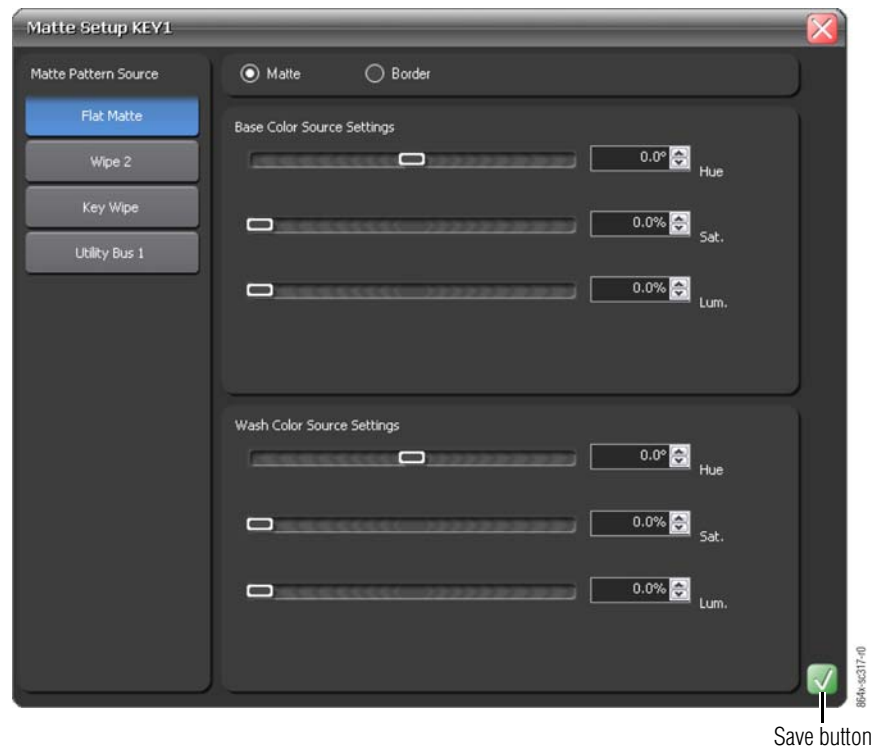 Matte Setup KEY1
Matte Pattern Source
Flat Matte
Wipe 2
Key Wipe
Utility Bus 1
Matte
Border
Base Color Source Settings
0.0°
Hue
0.0%
Sat.
0.0%
Lum.
Wash Color Source Settings
0.0°
Hue
0.0%
Sat.
0.0%
Lum.
864x-sc317-r0
Save button